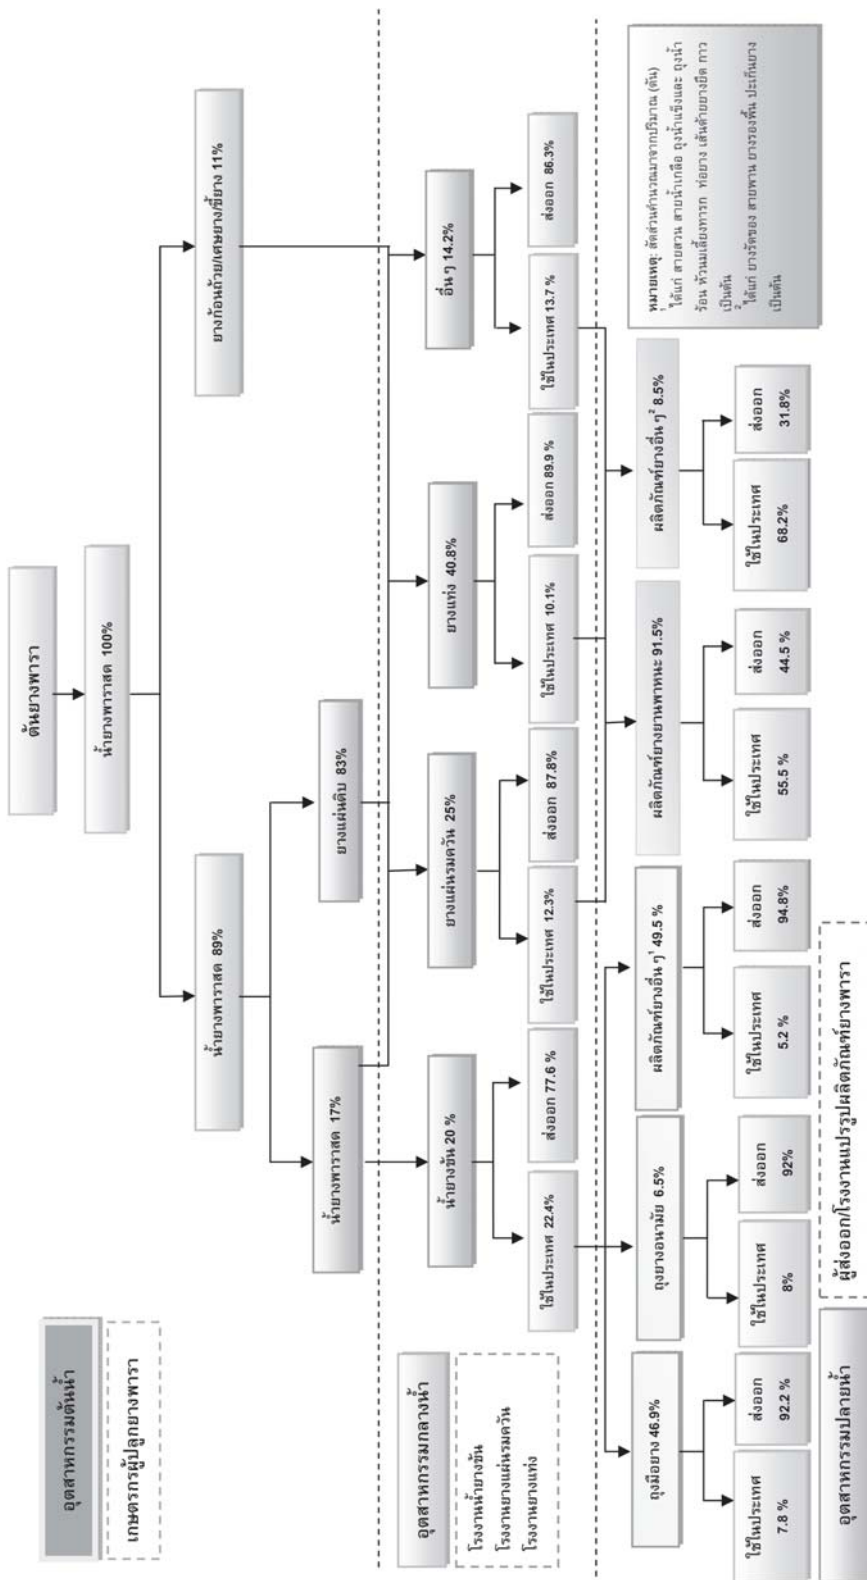 ต้นยางพารา
น้ำยางพาราสด 100%
อุตสาหกรรมต้นน้ำ
เกษตรกรผู้ปลูกยางพารา
น้ำยางพาราสด 89%
ยางก้อนถ้วย/เศษยาง/ขี้ยาง 11%
น้ำยางพาราสด 17%
ยางแผ่นดิบ 83%
อุตสาหกรรมกลางน้ำ
โรงงานน้ำยางข้น
โรงงานยางแผ่นรมควัน
โรงงานยางแท่ง
น้ำยางข้น 20 %
ยางแผ่นรมควัน 25%
ยางแท่ง 40.8%
อื่น ๆ 14.2%
ใช้ในประเทศ 22.4%
ส่งออก 77.6 %
ใช้ในประเทศ 12.3%
ส่งออก 87.8%
ใช้ในประเทศ 10.1%
ส่งออก 89.9 %
ใช้ในประเทศ 13.7 %
ส่งออก 86.3%
ถุงมือยาง 46.9%
ถุงยางอนามัย 6.5%
ผลิตภัณฑ์ยางอื่น ๆ¹ 49.5 %
ผลิตภัณฑ์ยางยานพาหนะ 91.5%
ผลิตภัณฑ์ยางอื่น ๆ² 8.5%
ใช้ในประเทศ
7.8 %
ส่งออก
92.2 %
ใช้ในประเทศ
8%
ส่งออก
92%
ใช้ในประเทศ
5.2 %
ส่งออก
94.8%
ใช้ในประเทศ
55.5 %
ส่งออก
44.5 %
ใช้ในประเทศ
68.2%
ส่งออก
31.8%
อุตสาหกรรมปลายน้ำ
ผู้ส่งออก/โรงงานแปรรูปผลิตภัณฑ์ยางพารา
หมายเหตุ: สัดส่วนคำนวณมาจากปริมาณ (ตัน)
¹ ได้แก่ สายสวน สายน้ำเกลือ ถุงน้ำแข็งและ ถุงน้ำ
ร้อน หัวนมเลี้ยงทารก ท่อยาง เส้นด้ายยางยืด กาว
เป็นต้น
² ได้แก่ ยางรัดของ สายพาน ยางรองพื้น ปะเก็นยาง
เป็นต้น